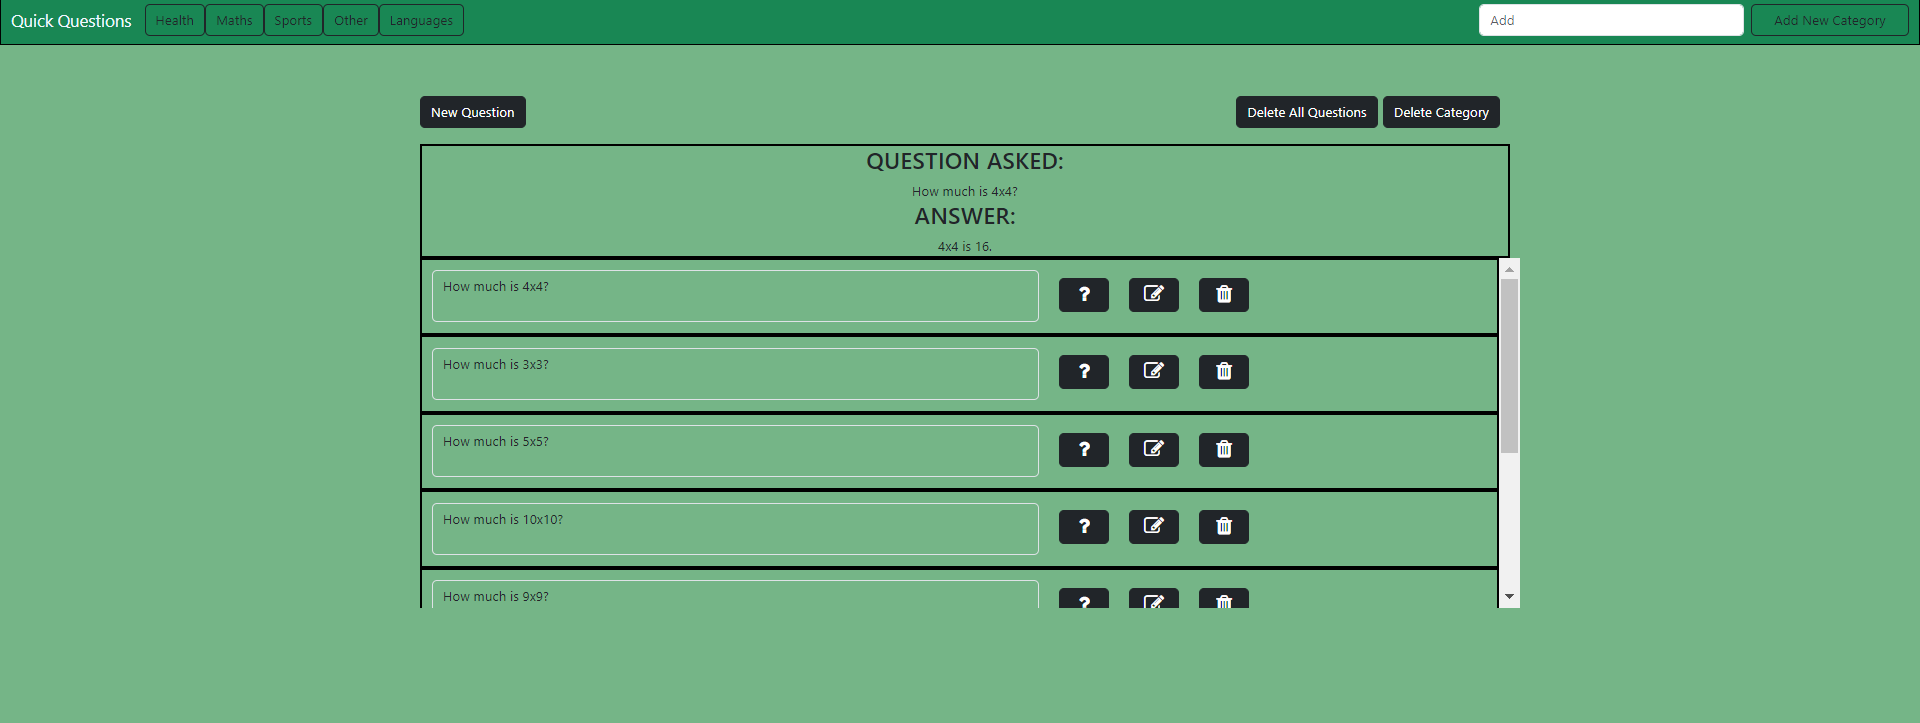 Quick Questions Health Maths Sports Other Languages Add Add New Category
New Question Delete All Questions Delete Category
QUESTION ASKED:
How much is 4x4?
ANSWER:
4x4 is 16.
How much is 4x4? ?
How much is 3x3? ?
How much is 5x5? ?
How much is 10x10? ?
How much is 9x9? ?